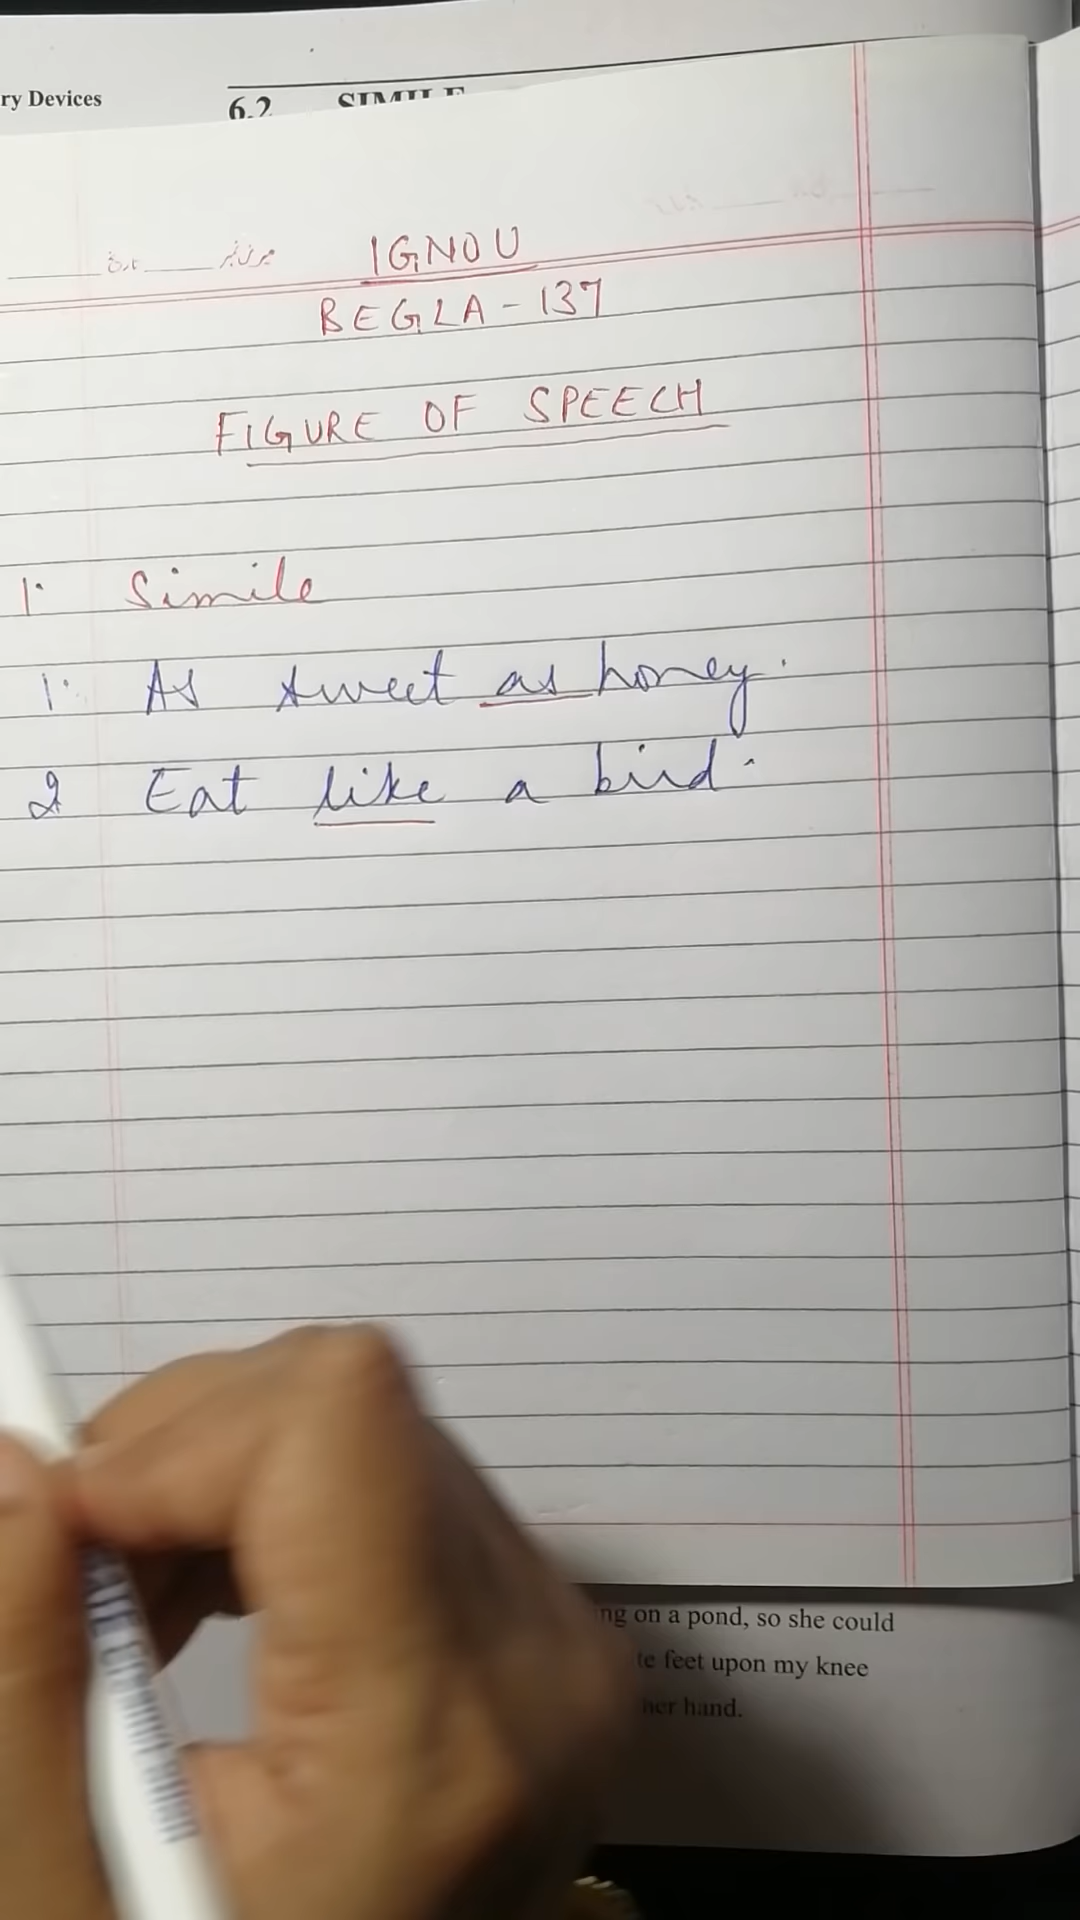 ry Devices
6.2 SIMILE
IGNOU
BEGLA - 137
FIGURE OF SPEECH
1. Simile
1. As sweet as honey.
2 Eat like a bird.
ng on a pond, so she could
te feet upon my knee
her hand.